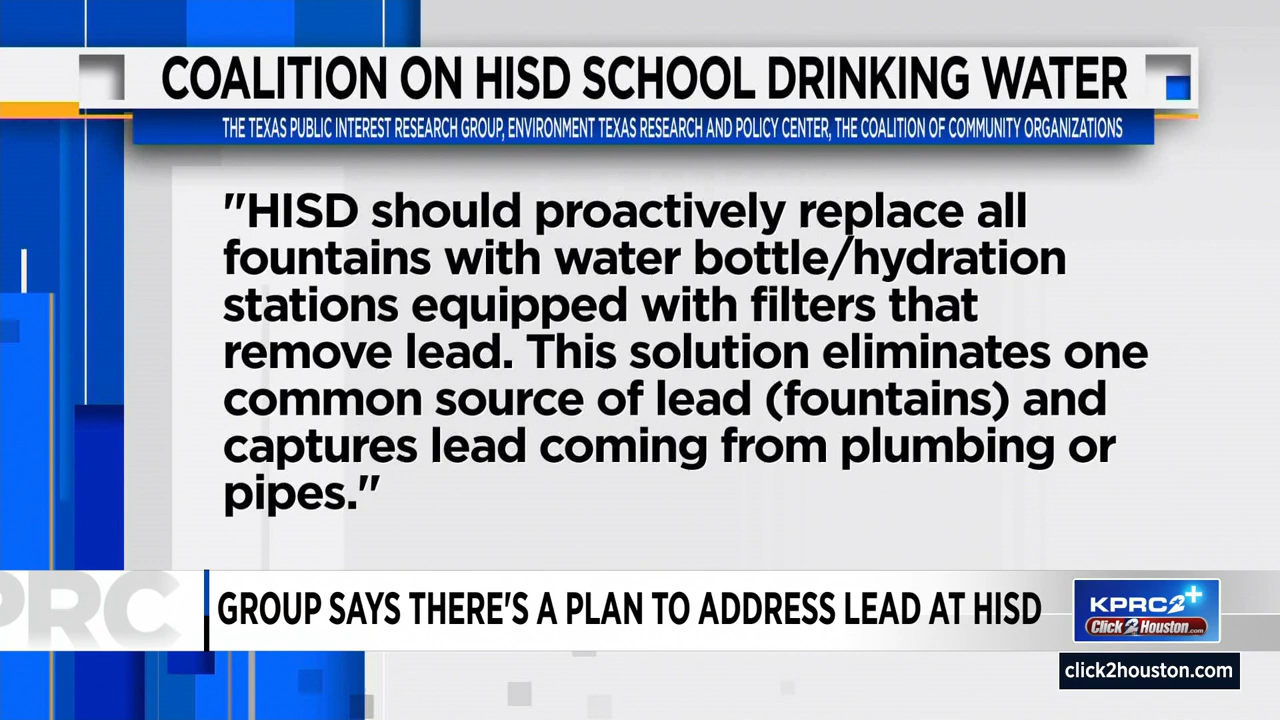 COALITION ON HISD SCHOOL DRINKING WATER
THE TEXAS PUBLIC INTEREST RESEARCH GROUP, ENVIRONMENT TEXAS RESEARCH AND POLICY CENTER, THE COALITION OF COMMUNITY ORGANIZATIONS
"HISD should proactively replace all
fountains with water bottle/hydration
stations equipped with filters that
remove lead. This solution eliminates one
common source of lead (fountains) and
captures lead coming from plumbing or
pipes."
PRC
GROUP SAYS THERE'S A PLAN TO ADDRESS LEAD AT HISD
KPRC2+
Click2Houston.com
click2houston.com